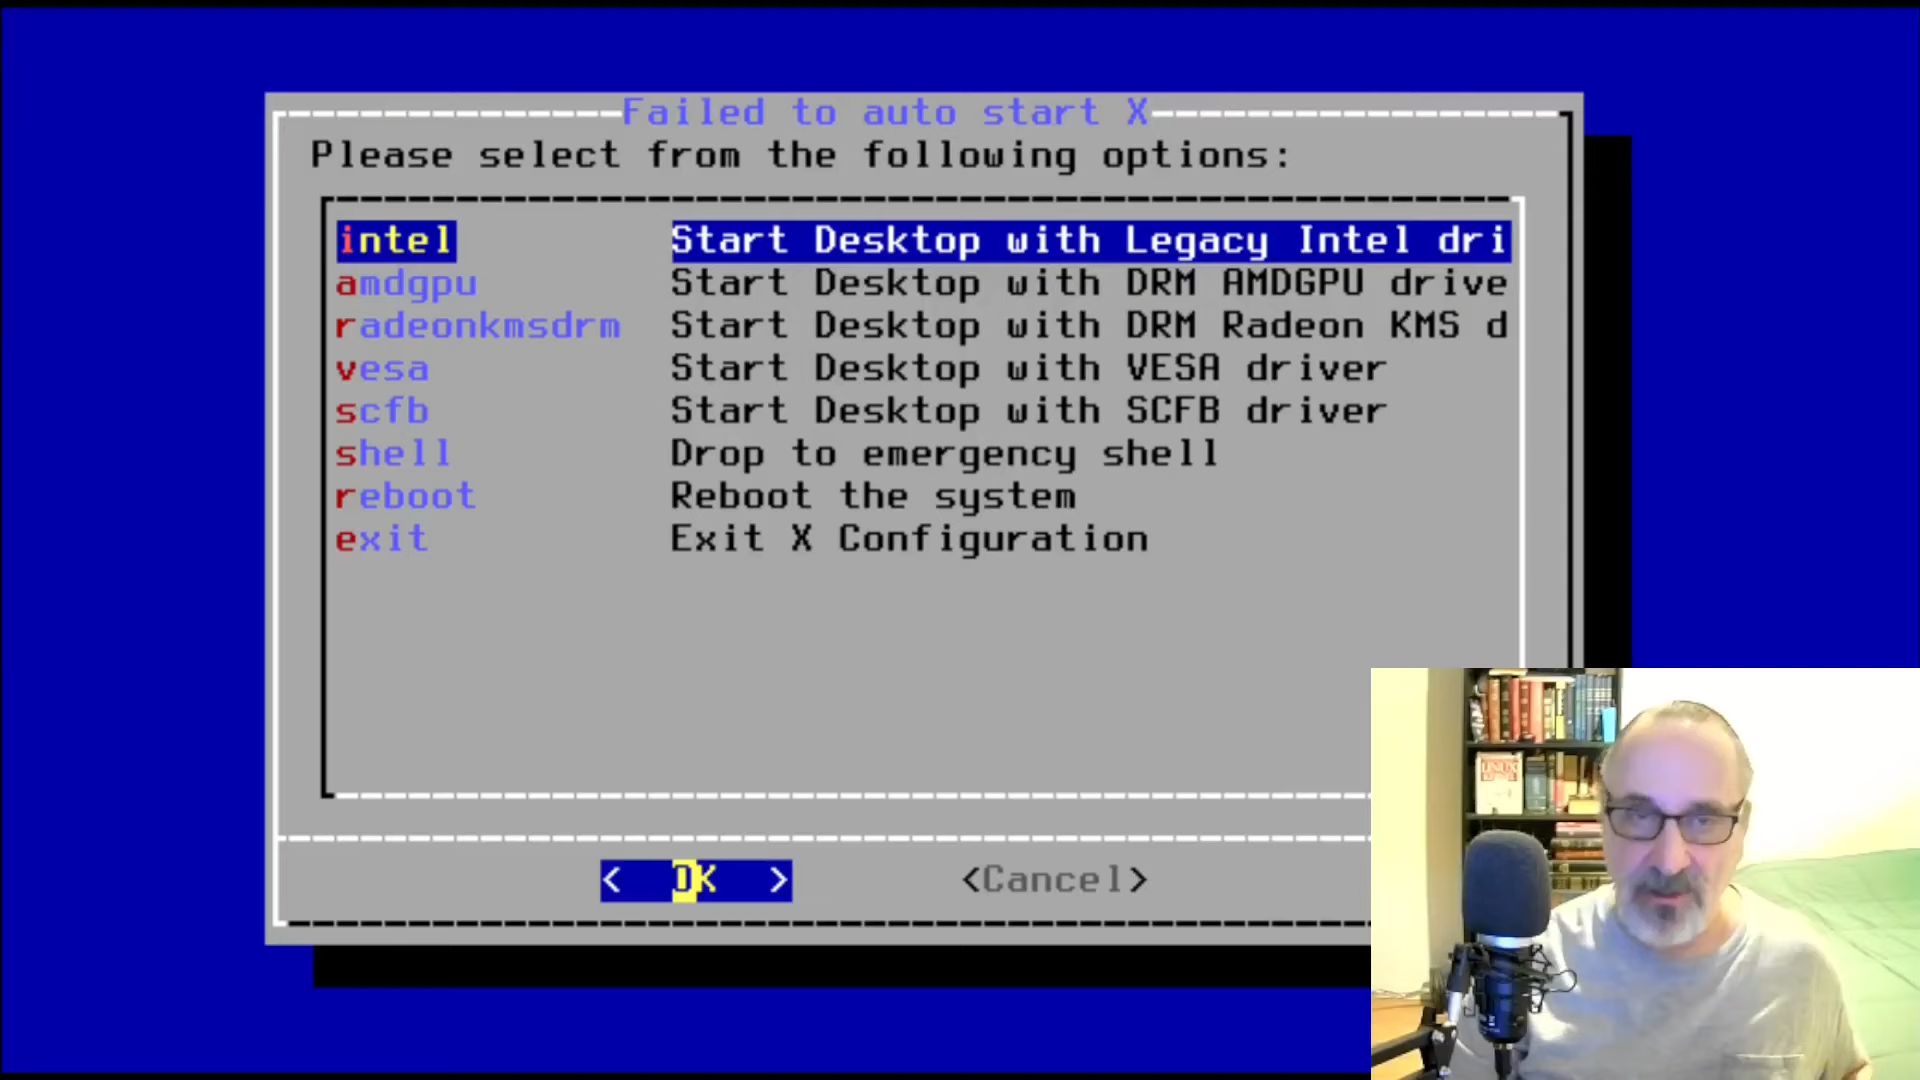 Failed to auto start X
Please select from the following options:
intel Start Desktop with Legacy Intel dri
amdgpu Start Desktop with DRM AMDGPU drive
radeonkmsdrm Start Desktop with DRM Radeon KMS d
vesa Start Desktop with VESA driver
scfb Start Desktop with SCFB driver
shell Drop to emergency shell
reboot Reboot the system
exit Exit X Configuration
< OK > <Cancel>